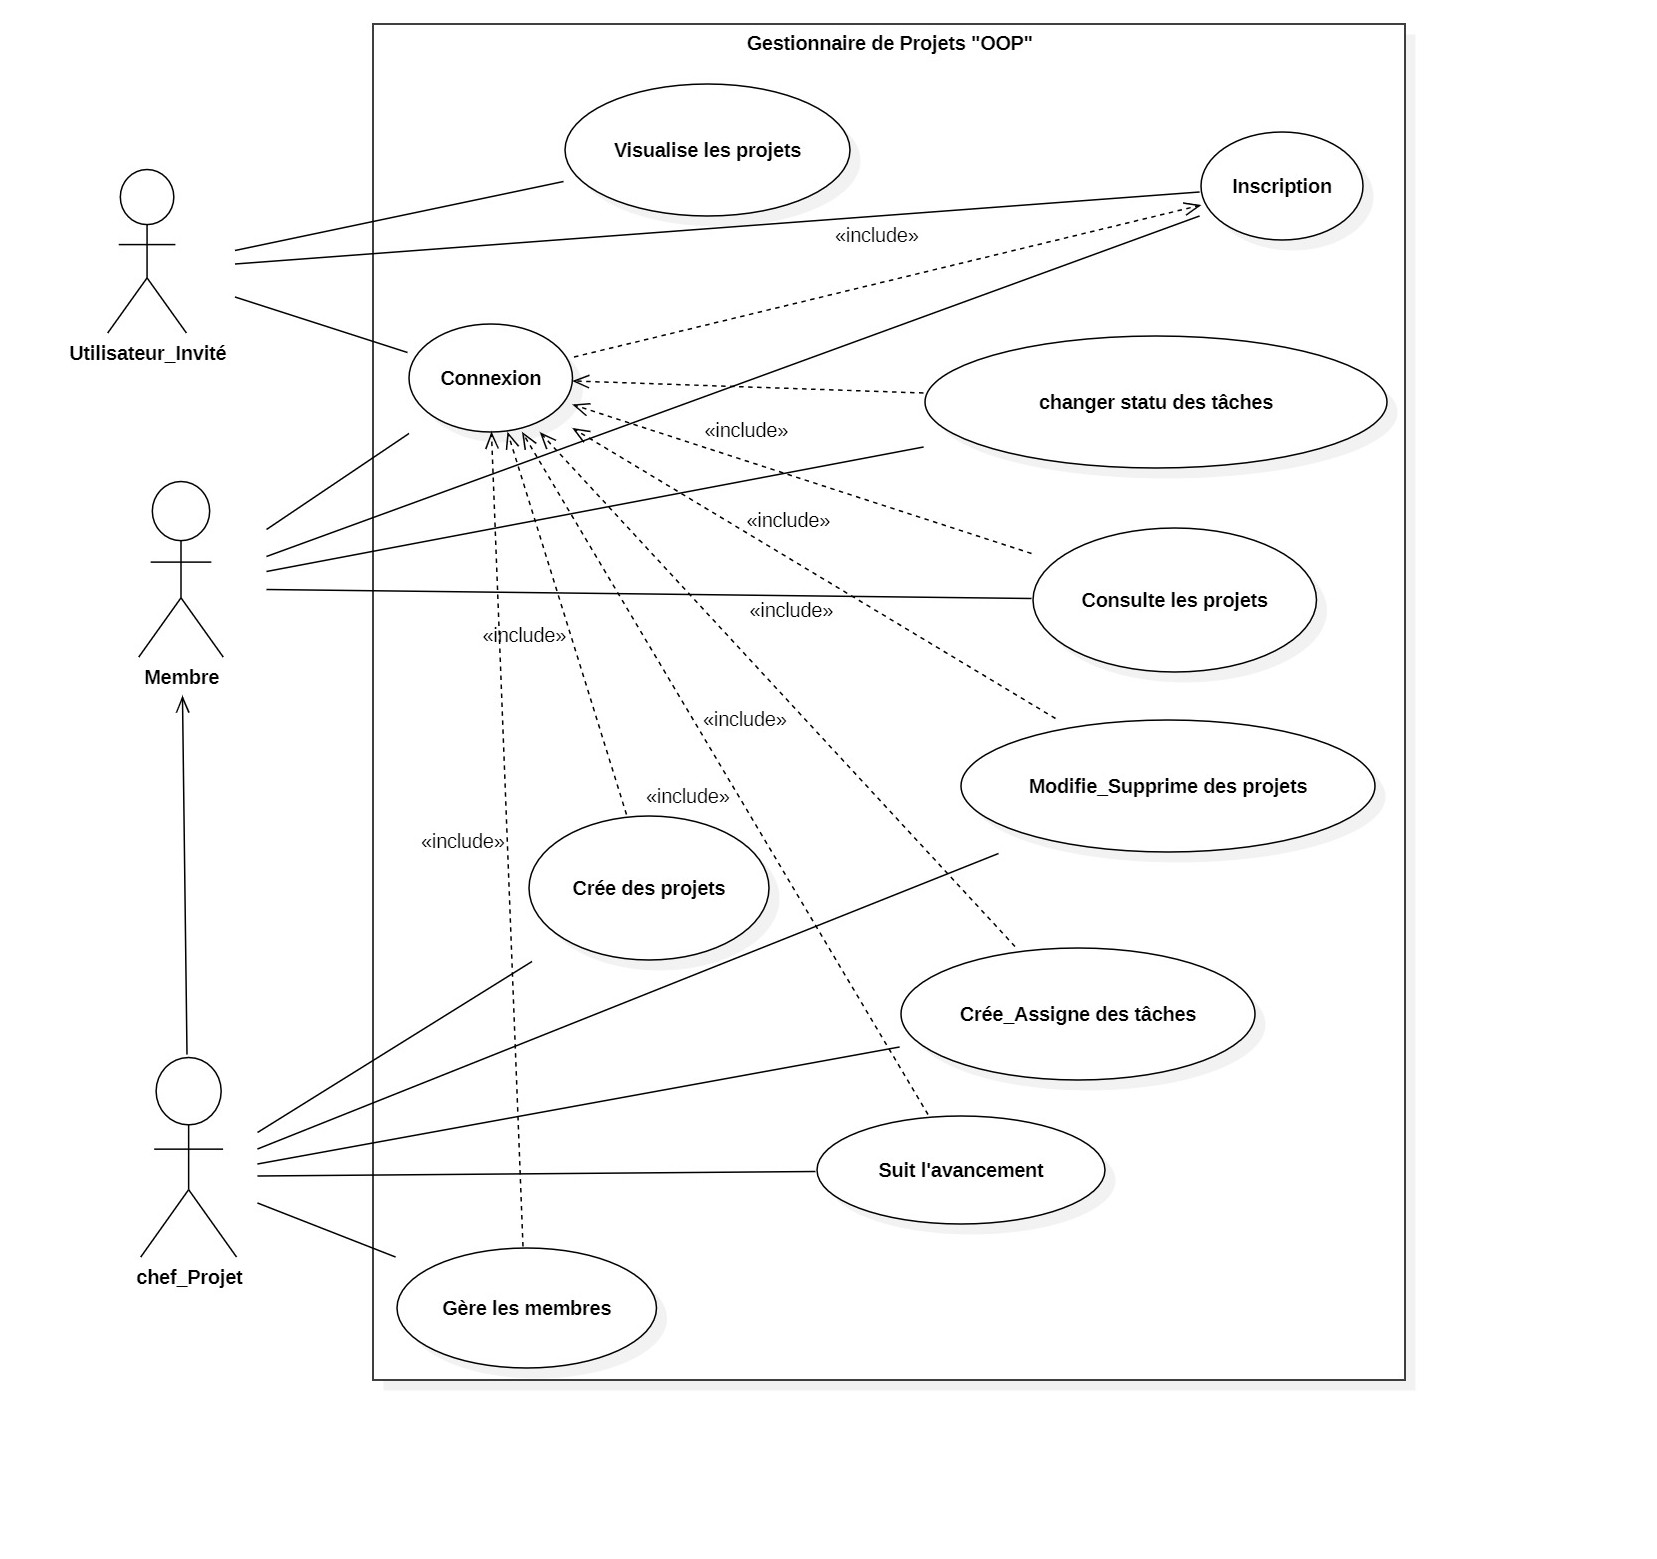 Gestionnaire de Projets "OOP"
Visualise les projets
Inscription
«include»
Utilisateur_Invité
Connexion
changer statu des tâches
«include»
«include»
Consulte les projets
«include»
«include»
Membre
«include»
Modifie_Supprime des projets
«include»
«include»
Crée des projets
Crée_Assigne des tâches
Suit l'avancement
chef_Projet
Gère les membres